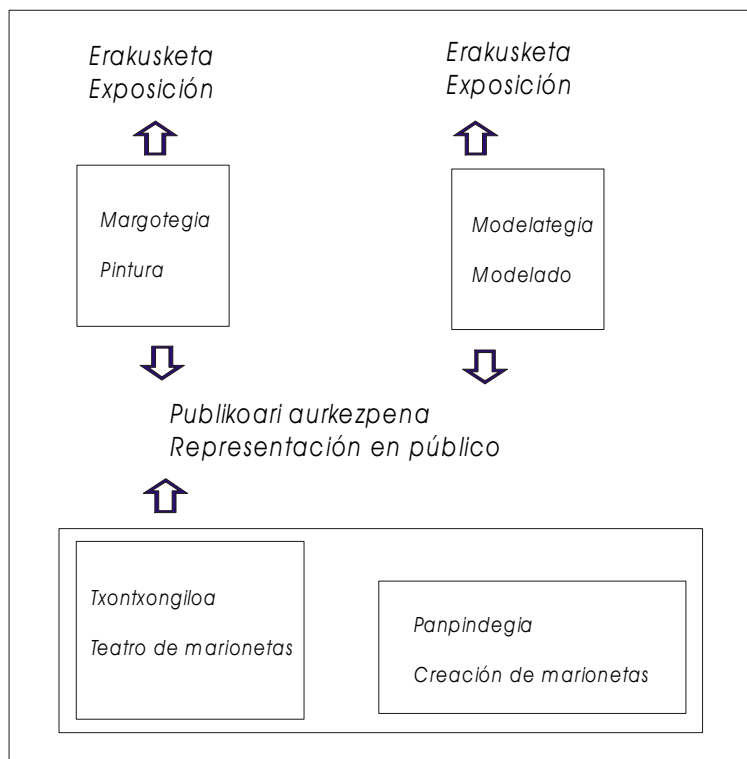 Erakusketa
Exposición
Erakusketa
Exposición
Margotegia
Pintura
Modelategia
Modelado
Publikoari aurkezpena
Representación en público
Txontxongiloa
Teatro de marionetas
Panpindegia
Creación de marionetas